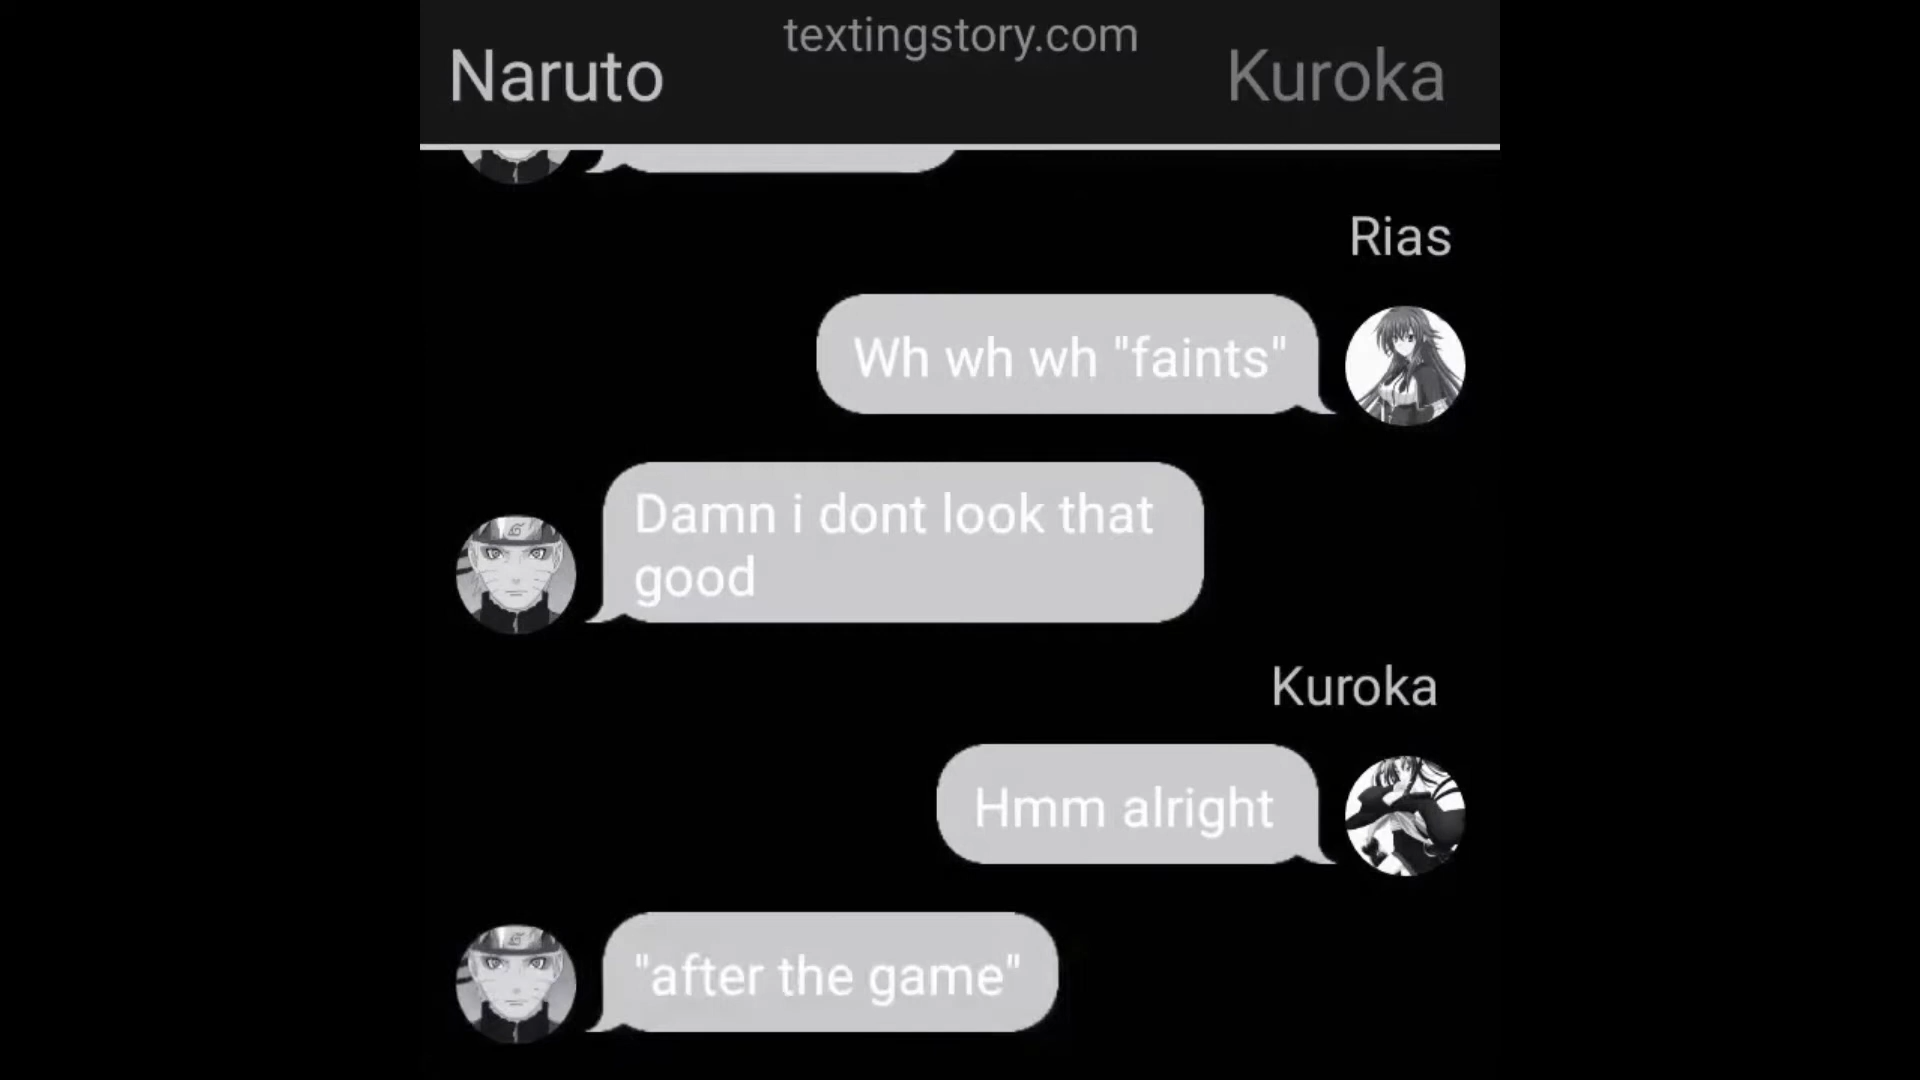 textingstory.com
Naruto
Kuroka
Rias
Wh wh wh "faints"
Damn i dont look that
good
Kuroka
Hmm alright
"after the game"